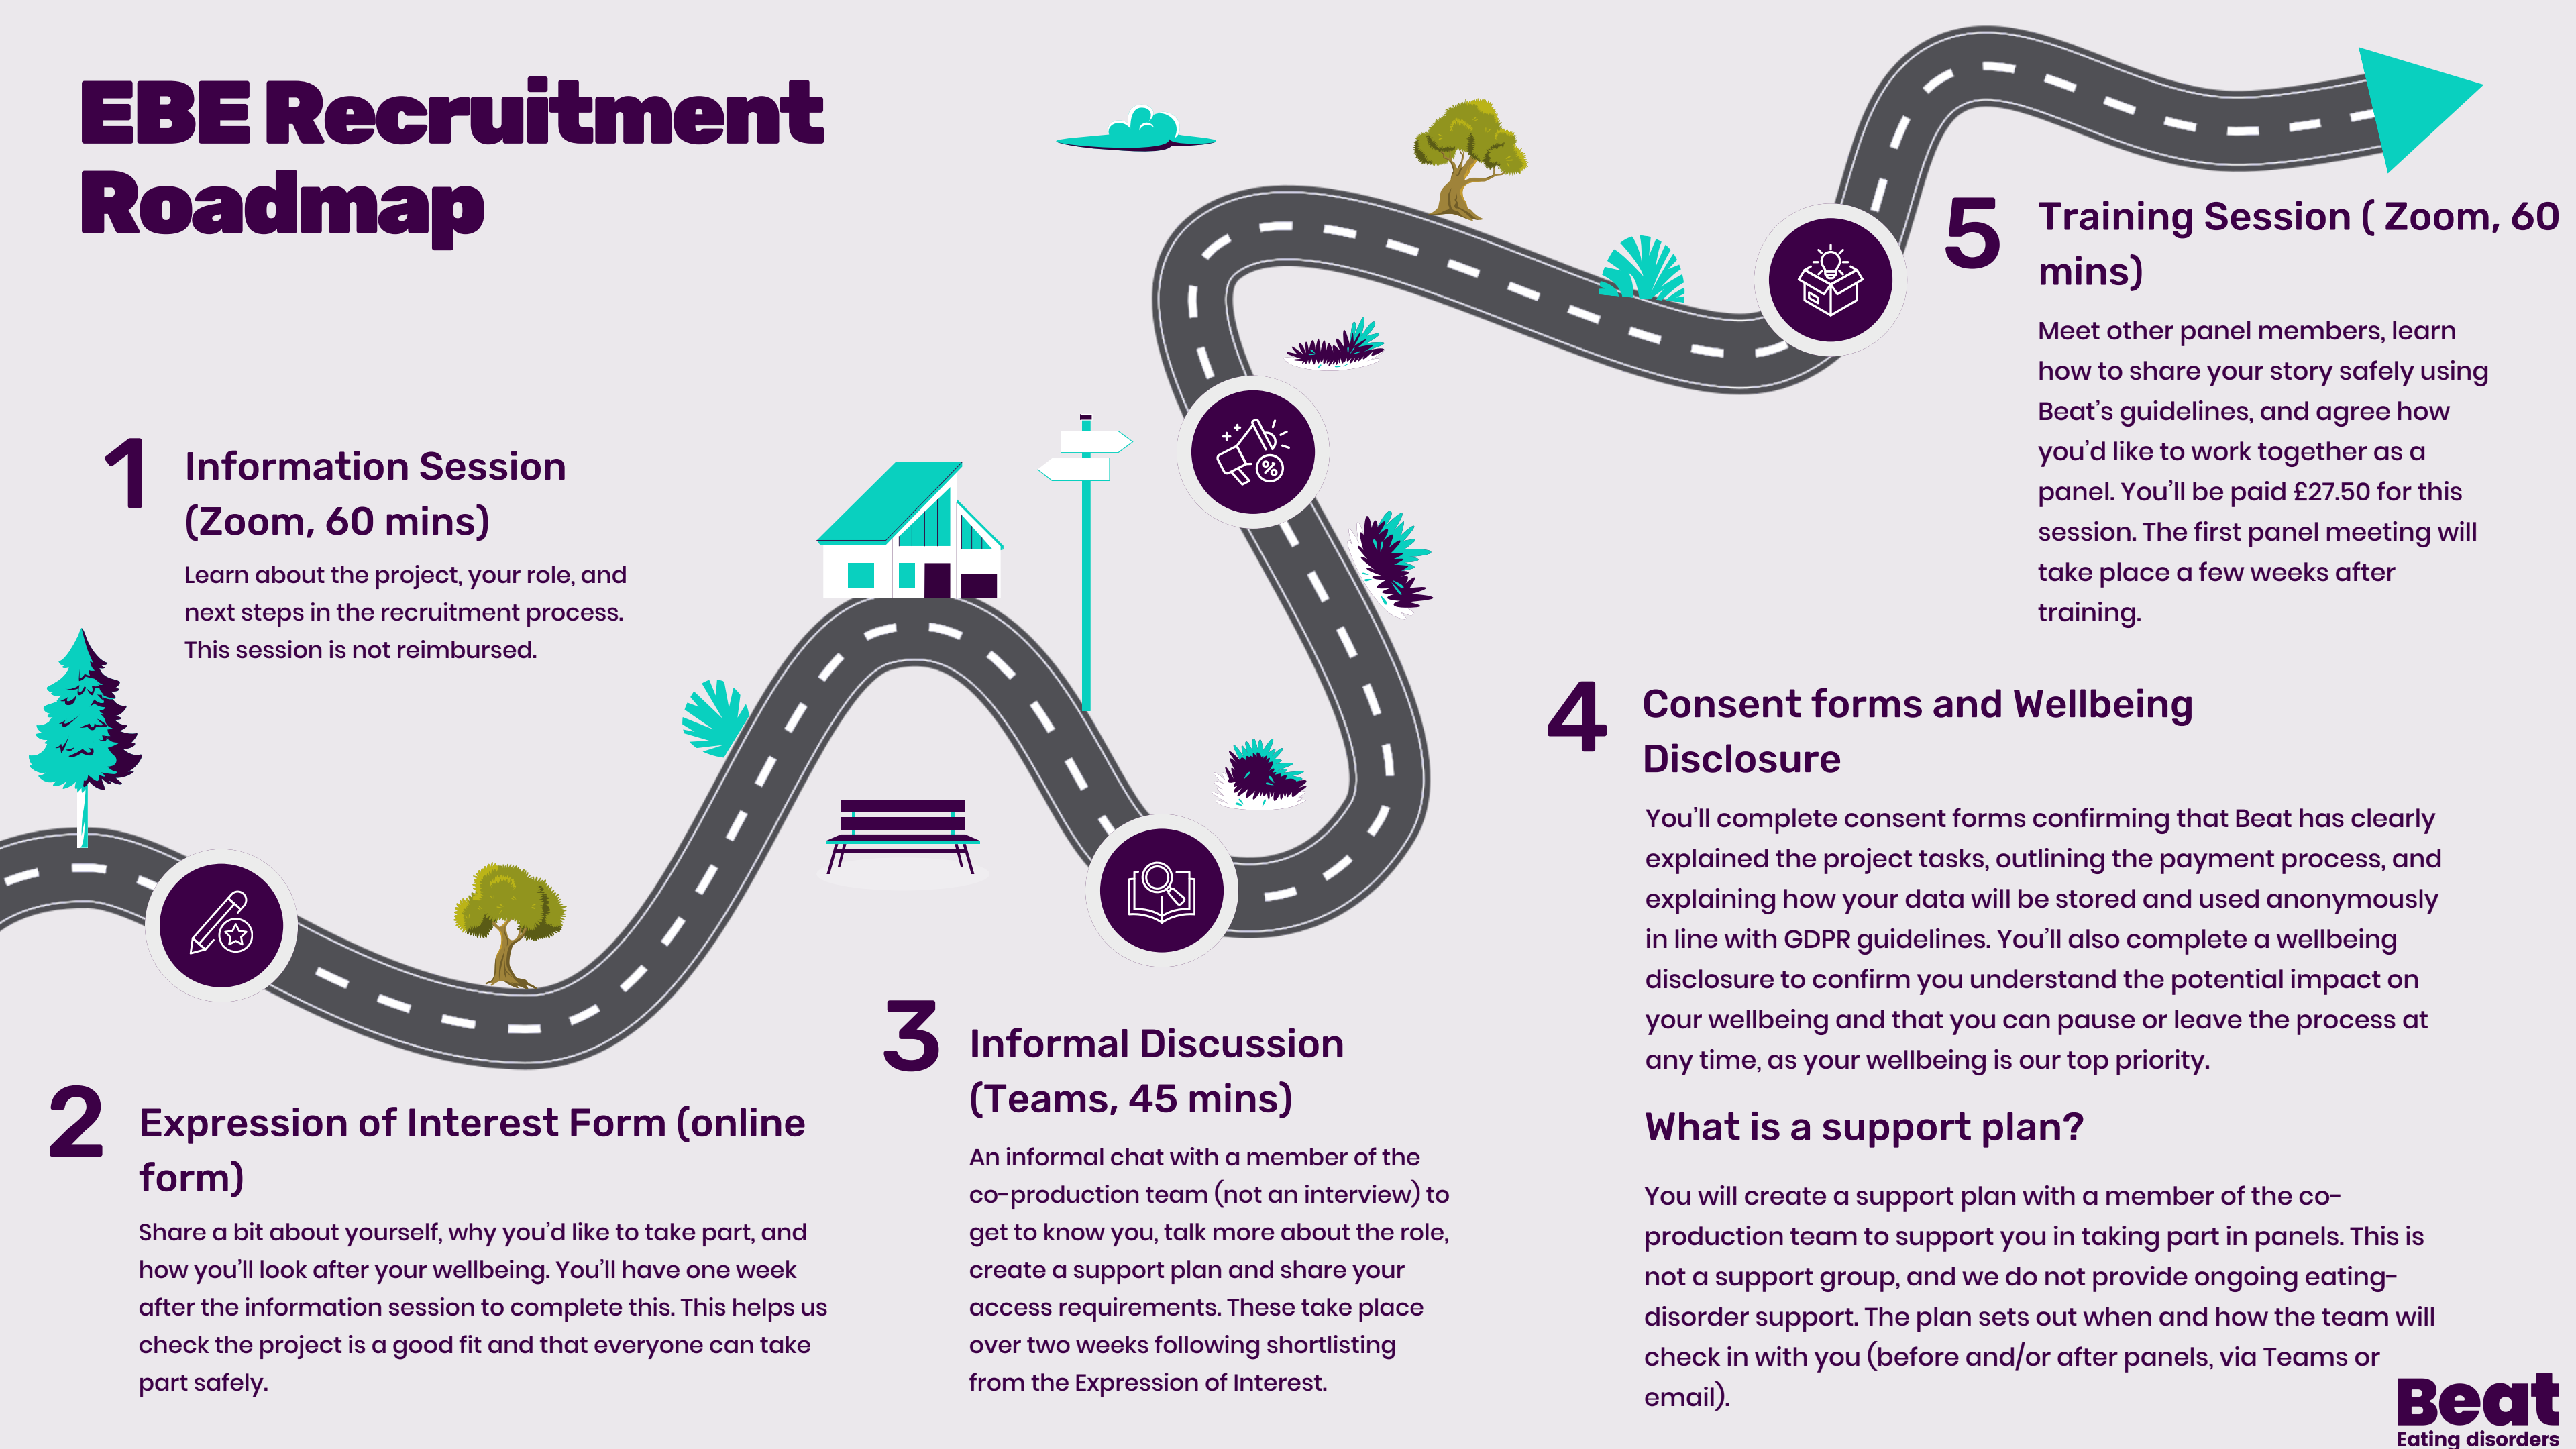 EBE Recruitment
Roadmap
1
Information Session
(Zoom, 60 mins)
Learn about the project, your role, and
next steps in the recruitment process.
This session is not reimbursed.
2
Expression of Interest Form (online
form)
Share a bit about yourself, why you'd like to take part, and
how you'll look after your wellbeing. You'll have one week
after the information session to complete this. This helps us
check the project is a good fit and that everyone can take
part safely.
3
Informal Discussion
(Teams, 45 mins)
An informal chat with a member of the
co-production team (not an interview) to
get to know you, talk more about the role,
create a support plan and share your
access requirements. These take place
over two weeks following shortlisting
from the Expression of Interest.
4
Consent forms and Wellbeing
Disclosure
You'll complete consent forms confirming that Beat has clearly
explained the project tasks, outlining the payment process, and
explaining how your data will be stored and used anonymously
in line with GDPR guidelines. You'll also complete a wellbeing
disclosure to confirm you understand the potential impact on
your wellbeing and that you can pause or leave the process at
any time, as your wellbeing is our top priority.
What is a support plan?
You will create a support plan with a member of the co-
production team to support you in taking part in panels. This is
not a support group, and we do not provide ongoing eating-
disorder support. The plan sets out when and how the team will
check in with you (before and/or after panels, via Teams or
email).
5
Training Session ( Zoom, 60
mins)
Meet other panel members, learn
how to share your story safely using
Beat's guidelines, and agree how
you'd like to work together as a
panel. You'll be paid £27.50 for this
session. The first panel meeting will
take place a few weeks after
training.
%
Beat
Eating disorders